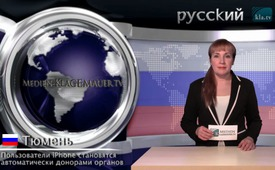 русский
kla.tv
MEDIEN-KLAGEMAUER.TV
Тюмень
Пользователи IPhone становятся
автоматически донорами органов